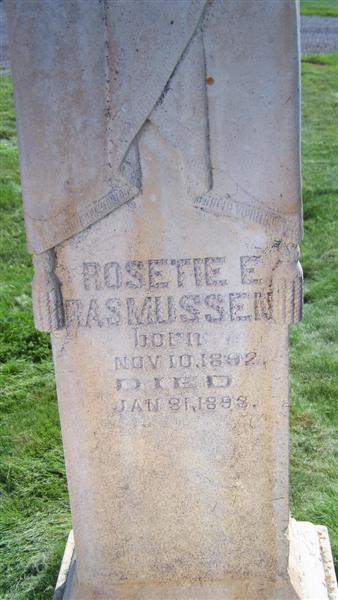 ROSETIE E
RASMUSSEN
born
NOV 10, 1892,
DIED
JAN 31, 1893.